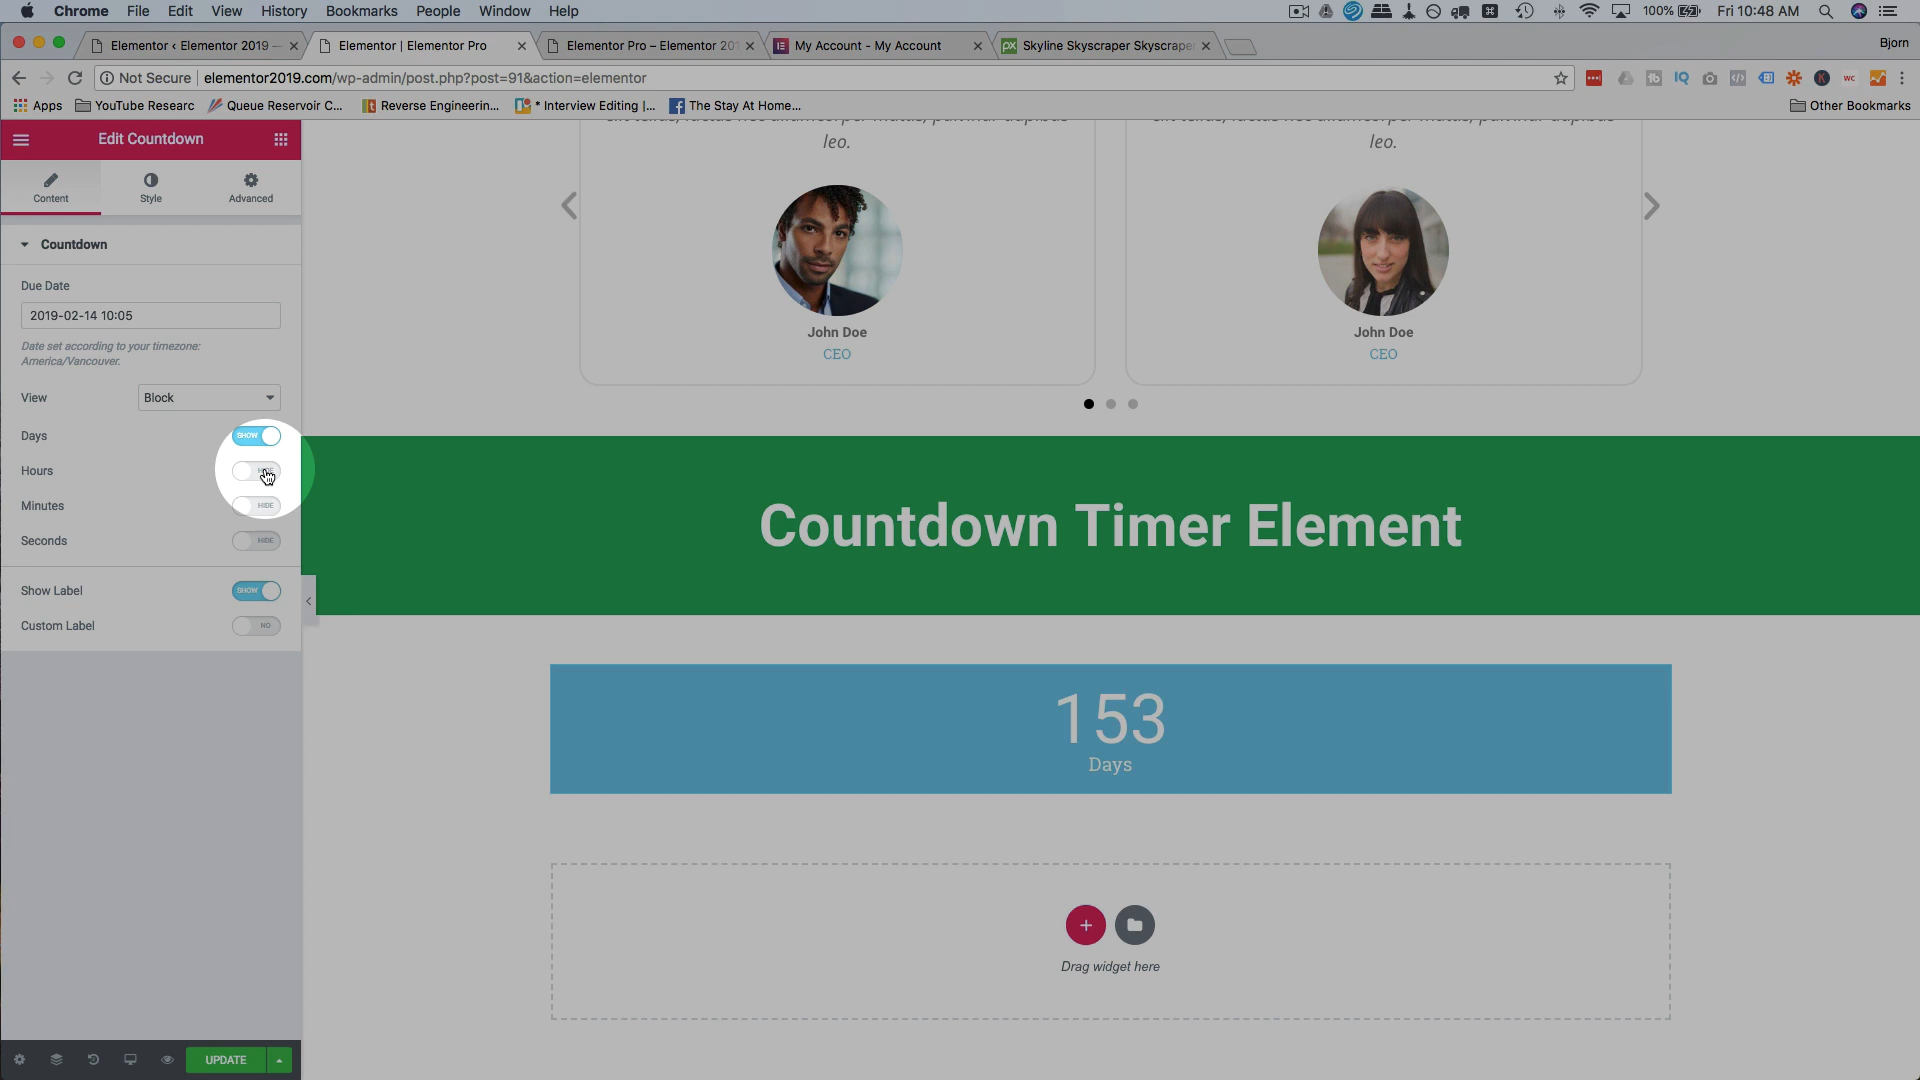 Chrome File Edit View History Bookmarks People Window Help 100% Fri 10:48 AM
Elementor ‹ Elementor 2019 — Elementor | Elementor Pro Elementor Pro – Elementor 201 My Account - My Account Skyline Skyscraper Skyscraper Bjorn
Not Secure | elementor2019.com/wp-admin/post.php?post=91&action=elementor
Apps YouTube Researc Queue Reservoir C... Reverse Engineerin... * Interview Editing |... The Stay At Home... Other Bookmarks
Edit Countdown
Content Style Advanced
Countdown
Due Date
2019-02-14 10:05
Date set according to your timezone:
America/Vancouver.
View Block
Days SHOW
Hours
Minutes HIDE
Seconds HIDE
Show Label SHOW
Custom Label NO
UPDATE
leo. leo.
John Doe John Doe
CEO CEO
Countdown Timer Element
153
Days
Drag widget here